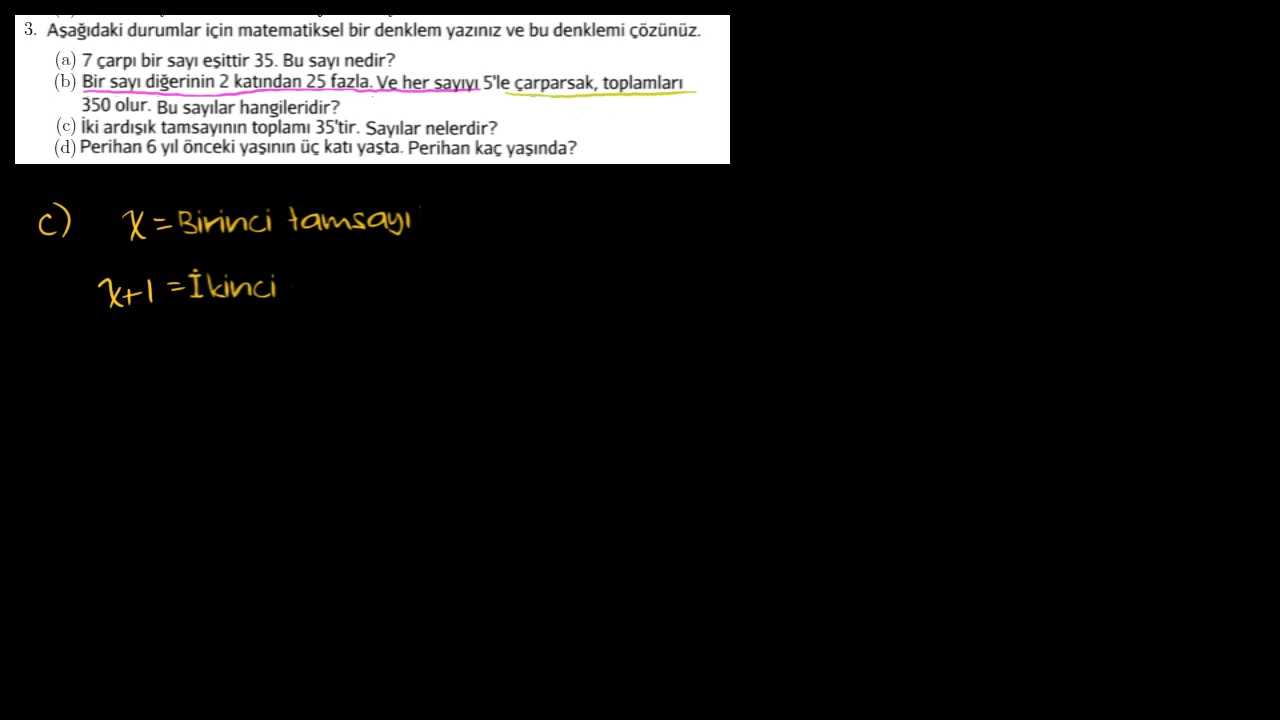 3. Aşağıdaki durumlar için matematiksel bir denklem yazınız ve bu denklemi çözünüz.
(a) 7 çarpı bir sayı eşittir 35. Bu sayı nedir?
(b) Bir sayı diğerinin 2 katından 25 fazla. Ve her sayıyı 5'le çarparsak, toplamları
350 olur. Bu sayılar hangileridir?
(c) İki ardışık tamsayının toplamı 35'tir. Sayılar nelerdir?
(d) Perihan 6 yıl önceki yaşının üç katı yaşta. Perihan kaç yaşında?
c) x = Birinci tamsayı
x+1 = İkinci